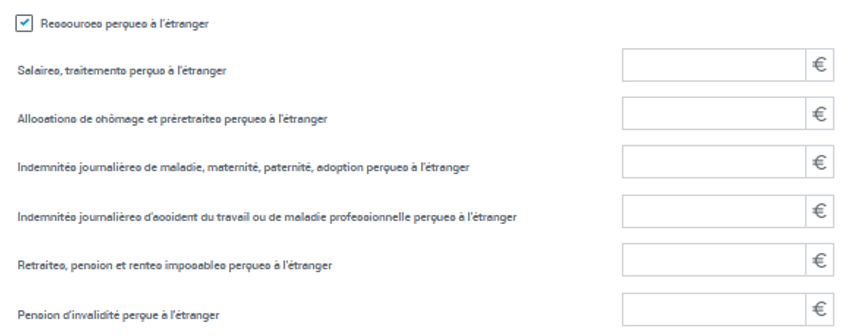 Ressources perçues à l'étranger
Salaires, traitements perçus à l'étranger
€
Allocations de chômage et préretraites perçues à l'étranger
€
Indemnités journalières de maladie, maternité, paternité, adoption perçues à l'étranger
€
Indemnités journalières d'accident du travail ou de maladie professionnelle perçues à l'étranger
€
Retraites, pension et rentes imposables perçues à l'étranger
€
Pension d'invalidité perçue à l'étranger
€